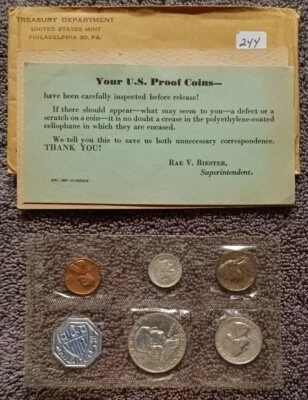 TREASURY DEPARTMENT
UNITED STATES MINT
PHILADELPHIA 30. PA.
244
Your U.S. Proof Coins—
have been carefully inspected before release!
If there should appear—what may seem to you—a defect or a
scratch on a coin—it is no doubt a crease in the polyethylene-coated
cellophane in which they are encased.
We tell you this to save us both unnecessary correspondence.
THANK YOU!
Rae V. Biester,
Superintendent.